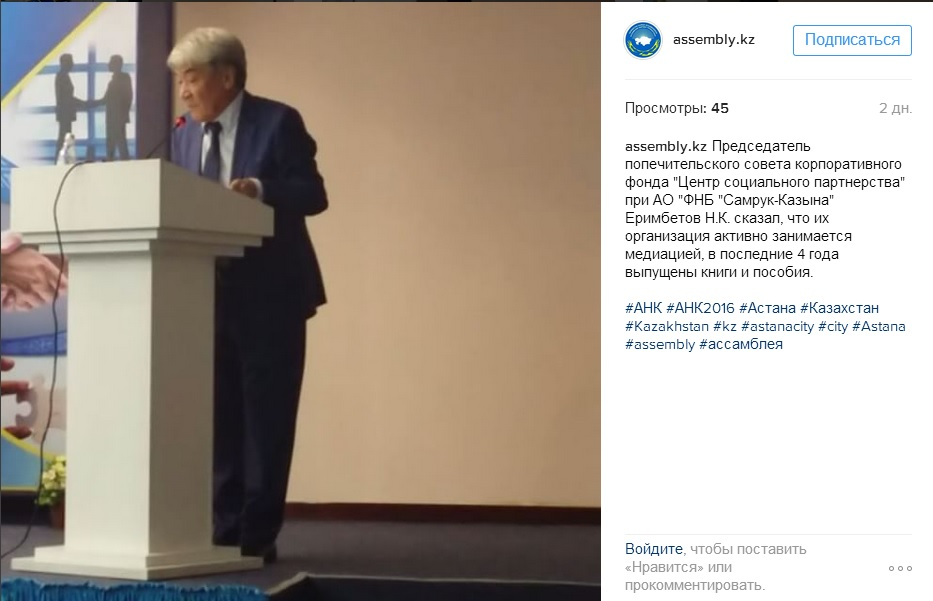 assembly.kz
Подписаться
Просмотры: 45
2 дн.
assembly.kz Председатель
попечительского совета корпоративного
фонда "Центр социального партнерства"
при АО "ФНБ "Самрук-Казына"
Еримбетов Н.К. сказал, что их
организация активно занимается
медиацией, в последние 4 года
выпущены книги и пособия.
#АНК #АНК2016 #Астана #Казахстан
#Kazakhstan #kz #astanacity #city #Astana
#assembly #ассамблея
Войдите, чтобы поставить
«Нравится» или
прокомментировать.